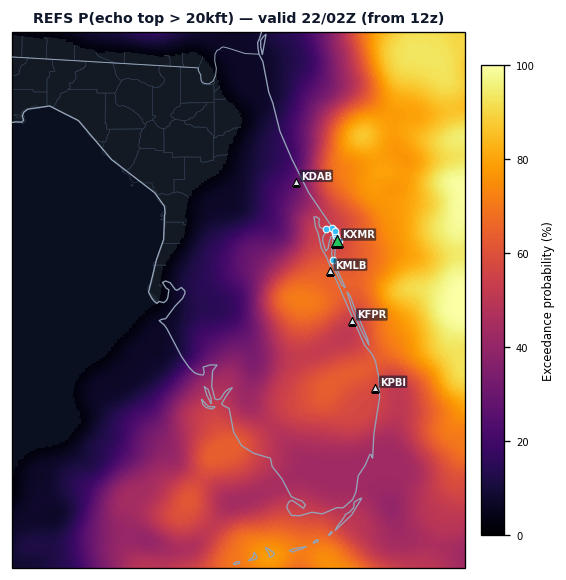 REFS P(echo top > 20kft) — valid 22/02Z (from 12z)
KDAB
KXMR
KMLB
KFPR
KPBI
100
80
60
40
20
0
Exceedance probability (%)